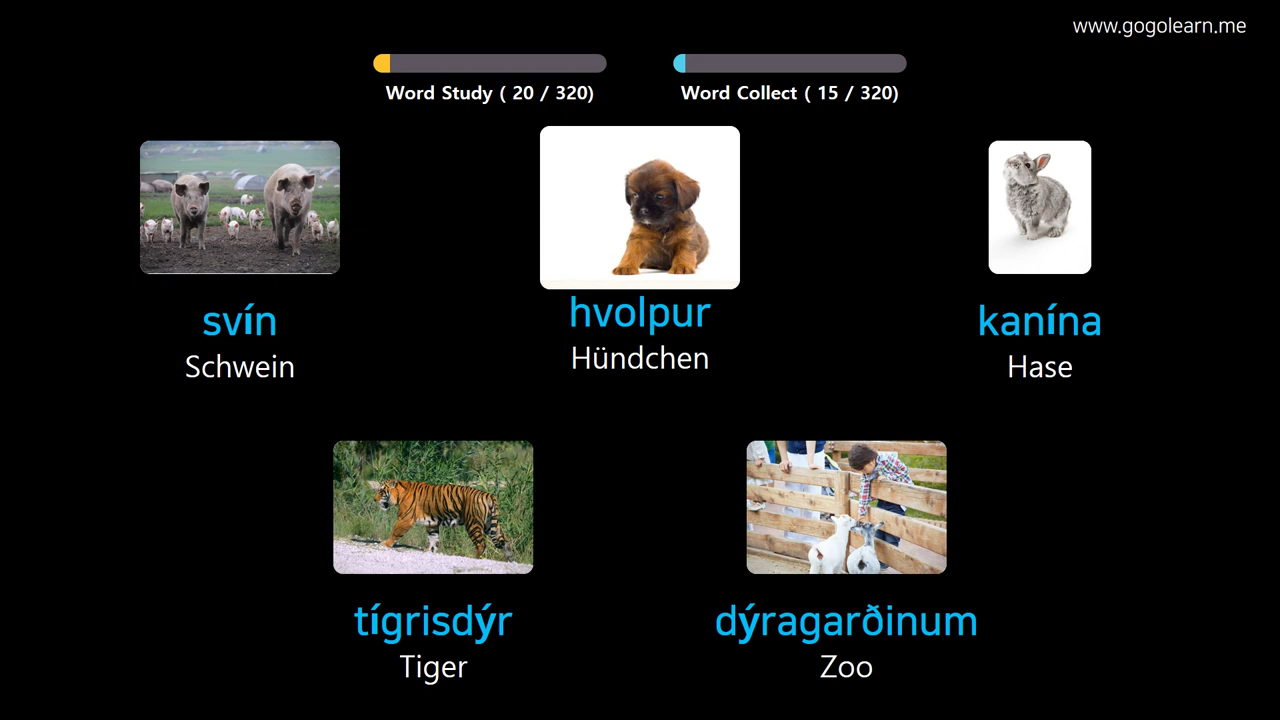 www.gogolearn.me
Word Study ( 20 / 320)
Word Collect ( 15 / 320)
svín
Schwein
hvolpur
Hündchen
kanína
Hase
tígrisdýr
Tiger
dýragarðinum
Zoo